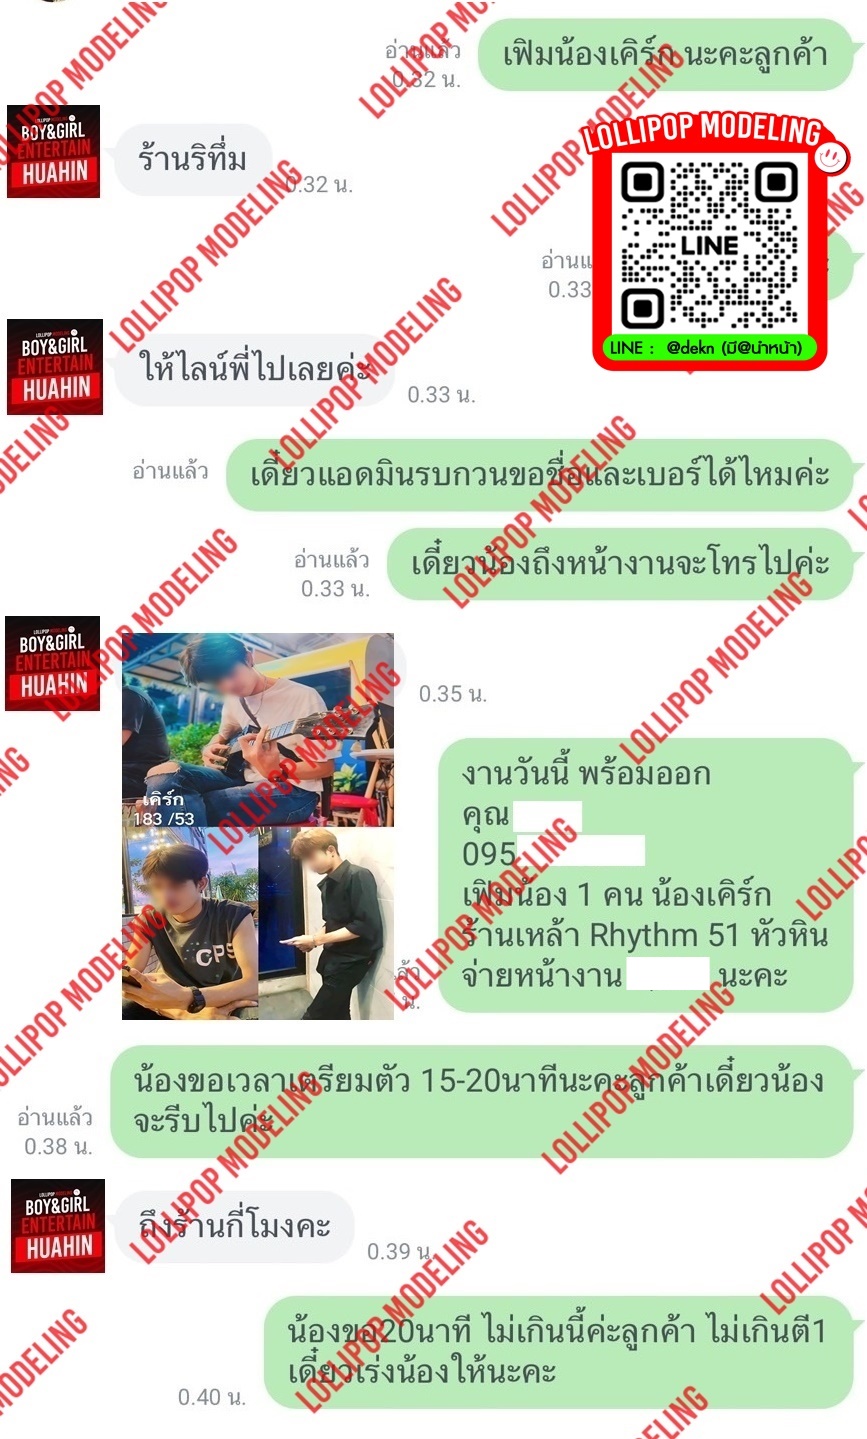 อ่านแล้ว
0.32 น.
เฟิมน้องเคิร์ก นะคะลูกค้า
LOLLIPOP MODELING
BOY&GIRL
ENTERTAIN
HUAHIN
ร้านริทึ่ม
0.32 น.
LINE
LINE : @dekn (มี@นำหน้า)
0.33
LOLLIPOP MODELING
BOY&GIRL
ENTERTAIN
HUAHIN
ให้ไลน์พี่ไปเลยค่ะ
0.33 น.
อ่านแล้ว
เดี๋ยวแอดมินรบกวนขอชื่อและเบอร์ได้ไหมค่ะ
อ่านแล้ว
0.33 น.
เดี๋ยวน้องถึงหน้างานจะโทรไปค่ะ
LOLLIPOP MODELING
BOY&GIRL
ENTERTAIN
HUAHIN
0.35 น.
เคิร์ก
183 /53
CPS
งานวันนี้ พร้อมออก
คุณ
095
เฟิมน้อง 1 คน น้องเคิร์ก
ร้านเหล้า Rhythm 51 หัวหิน
จ่ายหน้างาน นะคะ
น้องขอเวลาเตรียมตัว 15-20นาทีนะคะลูกค้าเดี๋ยวน้อง
จะรีบไปค่ะ
อ่านแล้ว
0.38 น.
LOLLIPOP MODELING
BOY&GIRL
ENTERTAIN
HUAHIN
ถึงร้านกี่โมงคะ
0.39 น.
น้องขอ20นาที ไม่เกินนี้ค่ะลูกค้า ไม่เกินตี1
เดี๋ยวเร่งน้องให้นะคะ
0.40 น.